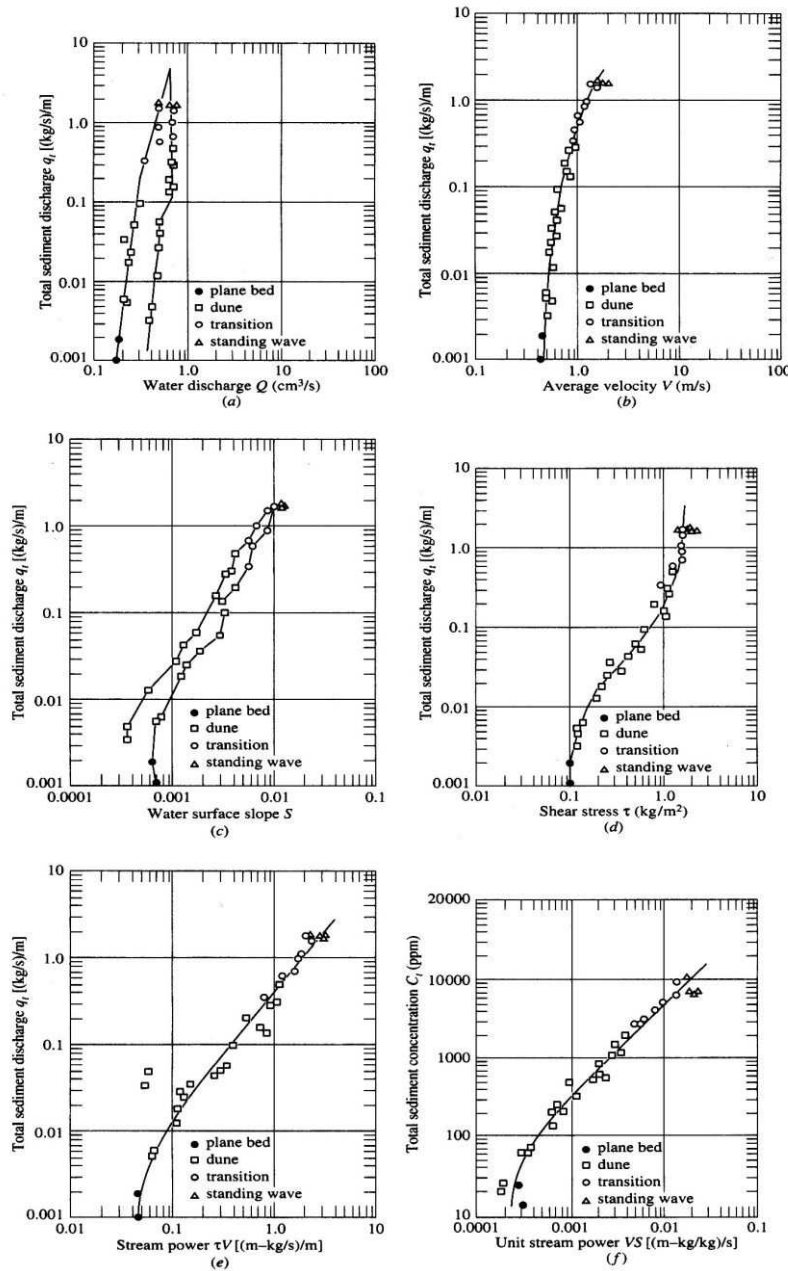 Total sediment discharge q_t [(kg/s)/m]
10
1.0
0.1
0.01
0.001
plane bed
dune
transition
standing wave
0.1 1.0 10 100
Water discharge Q (cm³/s)
(a)
Total sediment discharge q_t [(kg/s)/m]
10
1.0
0.1
0.01
0.001
plane bed
dune
transition
standing wave
0.1 1.0 10 100
Average velocity V (m/s)
(b)
Total sediment discharge q_t [(kg/s)/m]
10
1.0
0.1
0.01
0.001
plane bed
dune
transition
standing wave
0.0001 0.001 0.01 0.1
Water surface slope S
(c)
Total sediment discharge q_t [(kg/s)/m]
10
1.0
0.1
0.01
0.001
plane bed
dune
transition
standing wave
0.01 0.1 1.0 10
Shear stress τ (kg/m²)
(d)
Total sediment discharge q_t [(kg/s)/m]
10
1.0
0.1
0.01
0.001
plane bed
dune
transition
standing wave
0.01 0.1 1.0 10
Stream power τV [(m–kg/s)/m]
(e)
Total sediment concentration C_t (ppm)
20000
10000
1000
100
10
plane bed
dune
transition
standing wave
0.0001 0.001 0.01 0.1
Unit stream power VS [(m-kg/kg)/s]
(f)